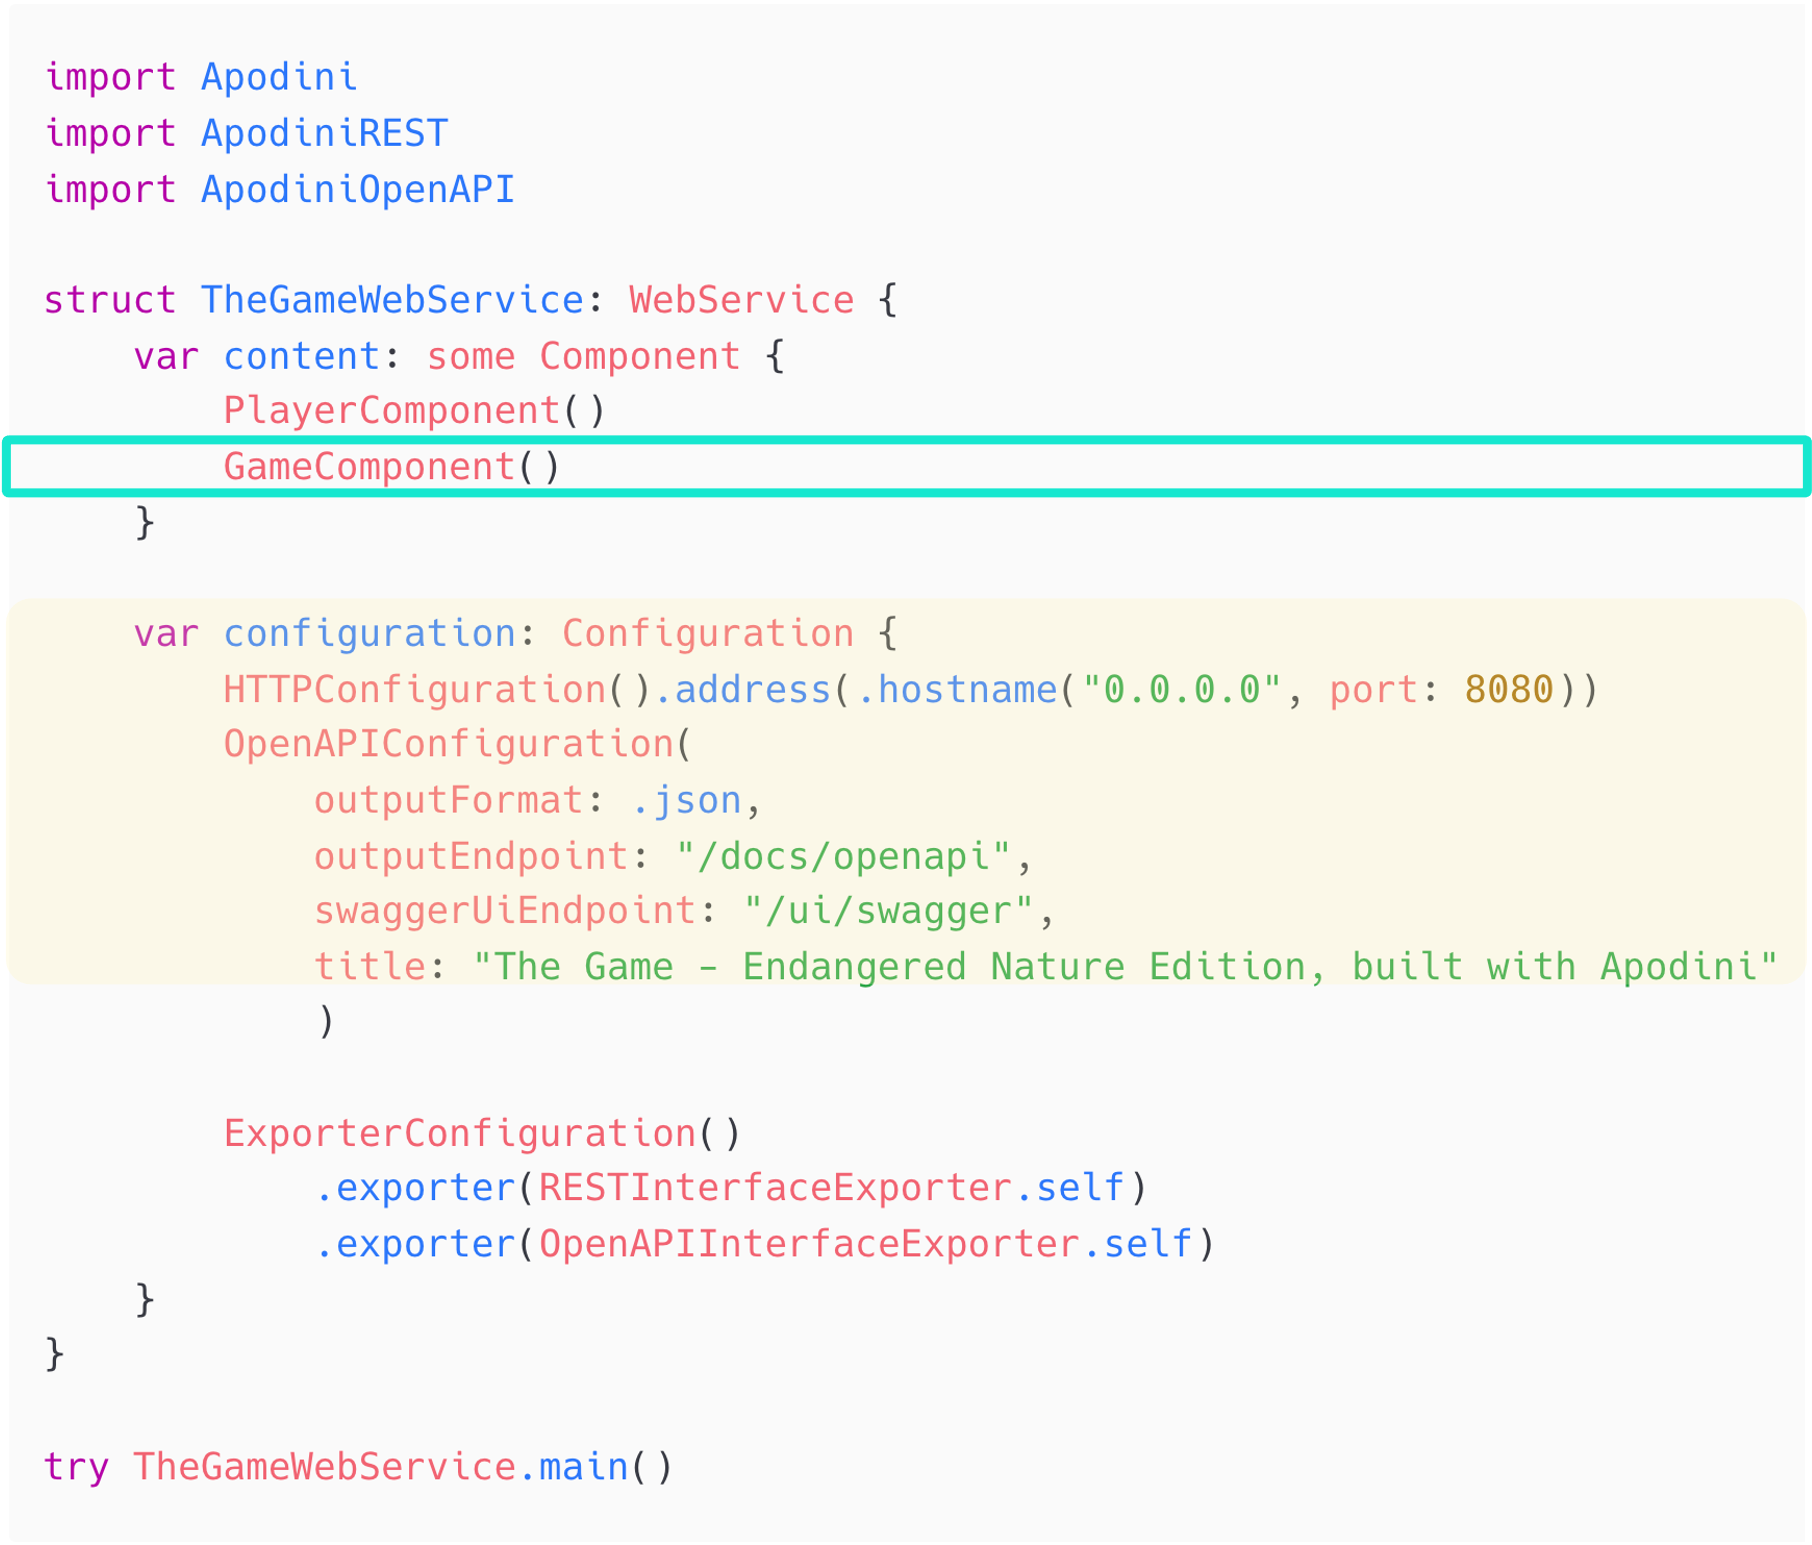 import Apodini
import ApodiniREST
import ApodiniOpenAPI
struct TheGameWebService: WebService {
    var content: some Component {
        PlayerComponent()
        GameComponent()
    }
    var configuration: Configuration {
        HTTPConfiguration().address(.hostname("0.0.0.0", port: 8080))
        OpenAPIConfiguration(
            outputFormat: .json,
            outputEndpoint: "/docs/openapi",
            swaggerUiEndpoint: "/ui/swagger",
            title: "The Game - Endangered Nature Edition, built with Apodini"
            )
        ExporterConfiguration()
            .exporter(RESTInterfaceExporter.self)
            .exporter(OpenAPIInterfaceExporter.self)
    }
}
try TheGameWebService.main()